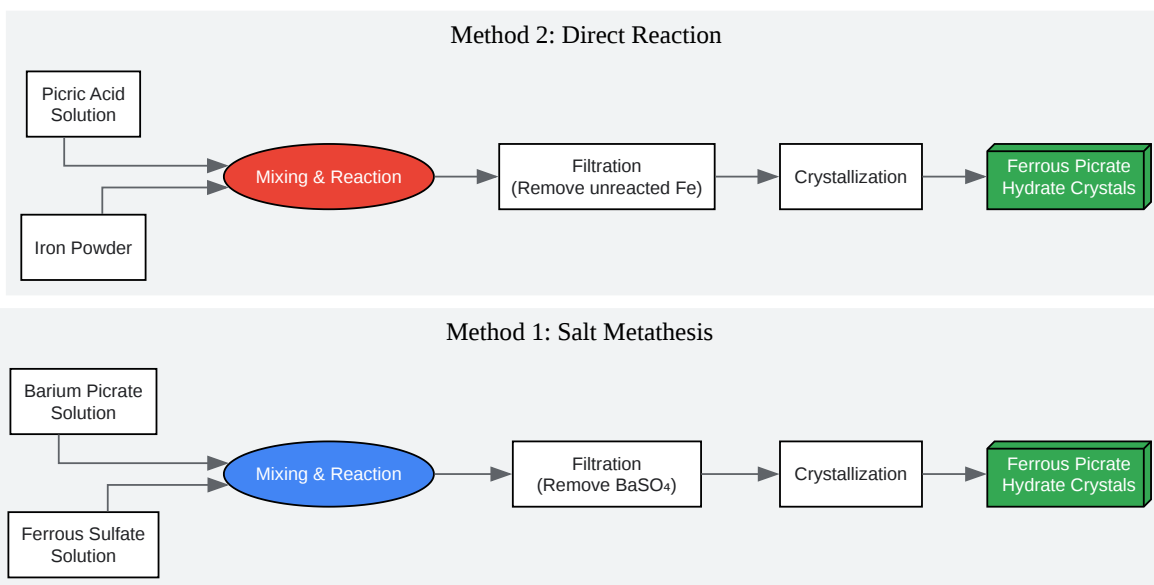 Method 2: Direct Reaction
Picric Acid
Solution
Iron Powder
Mixing & Reaction
Filtration
(Remove unreacted Fe)
Crystallization
Ferrous Picrate
Hydrate Crystals
Method 1: Salt Metathesis
Barium Picrate
Solution
Ferrous Sulfate
Solution
Mixing & Reaction
Filtration
(Remove BaSO₄)
Crystallization
Ferrous Picrate
Hydrate Crystals